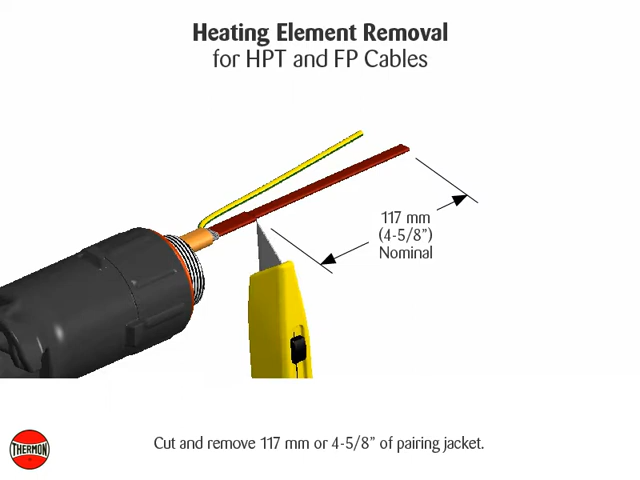 Heating Element Removal
for HPT and FP Cables
117 mm
(4-5/8”)
Nominal
Cut and remove 117 mm or 4-5/8” of pairing jacket.
THERMON